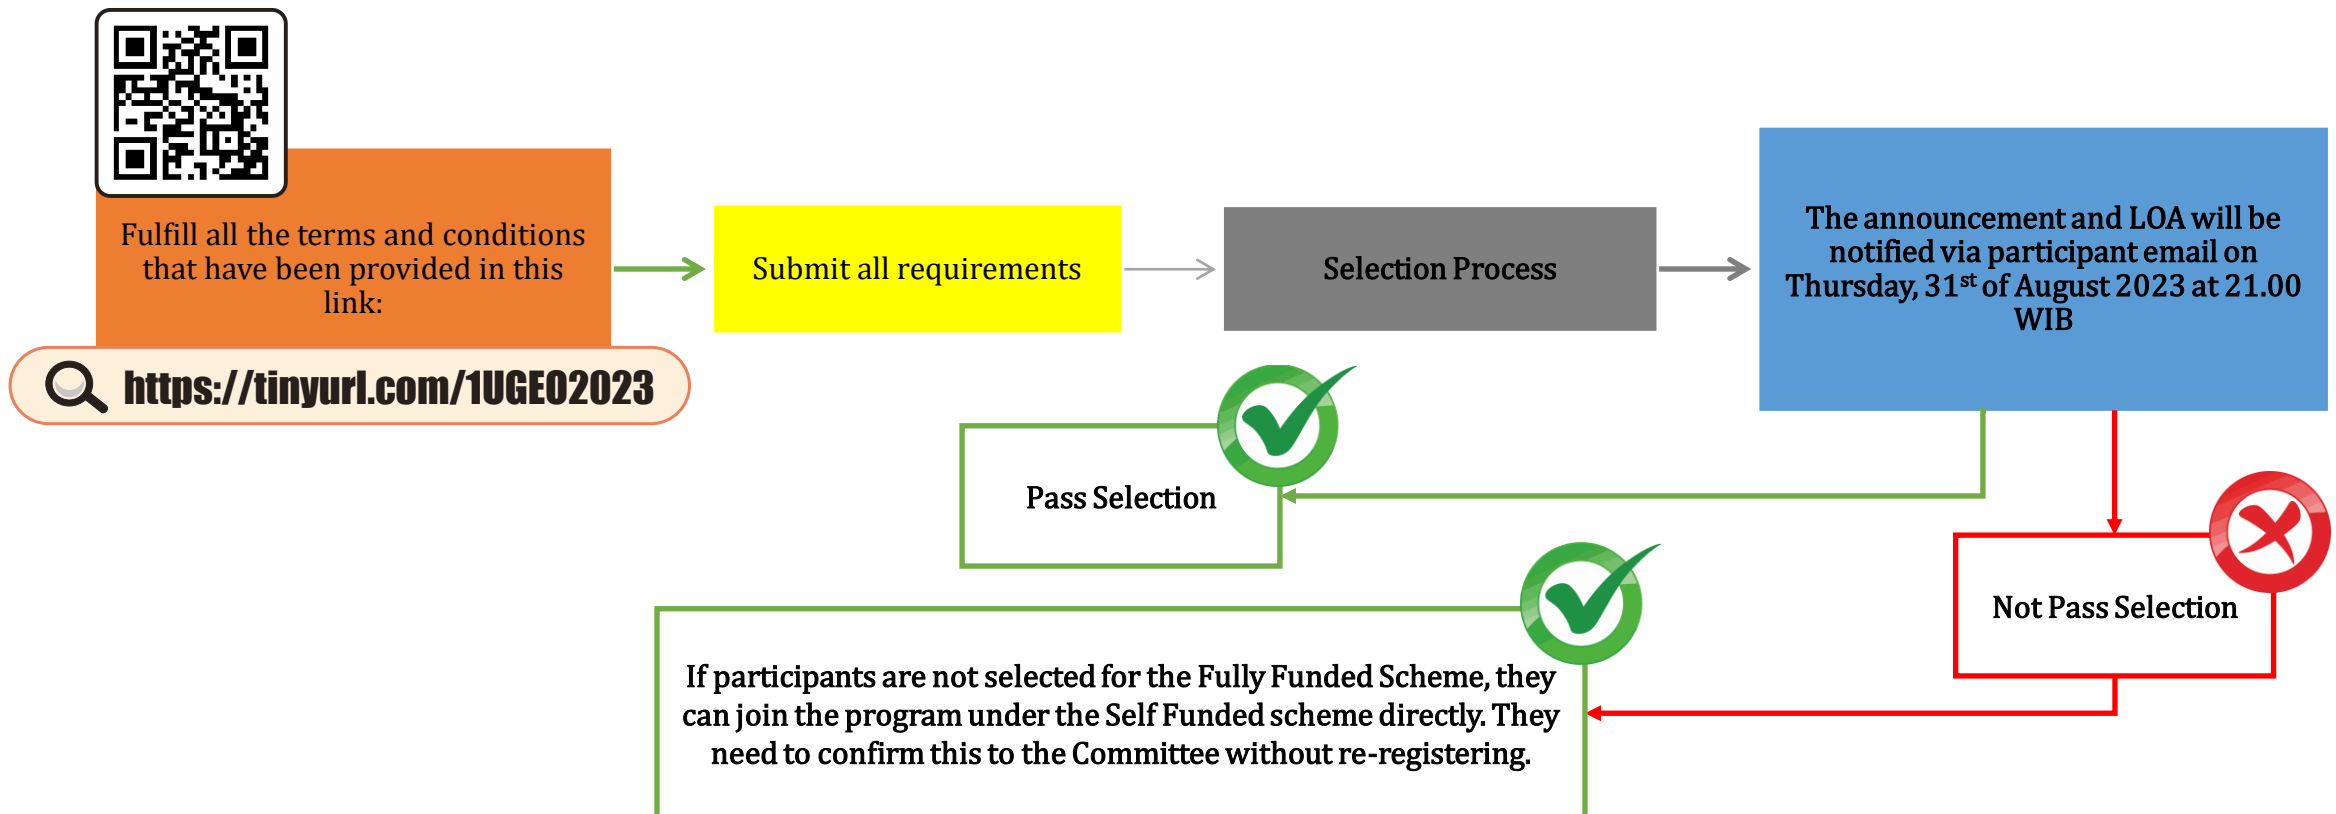 Fulfill all the terms and conditions
that have been provided in this
link:
https://tinyurl.com/1UGEO2023
Submit all requirements
Selection Process
The announcement and LOA will be
notified via participant email on
Thursday, 31st of August 2023 at 21.00
WIB
Pass Selection
Not Pass Selection
If participants are not selected for the Fully Funded Scheme, they
can join the program under the Self Funded scheme directly. They
need to confirm this to the Committee without re-registering.